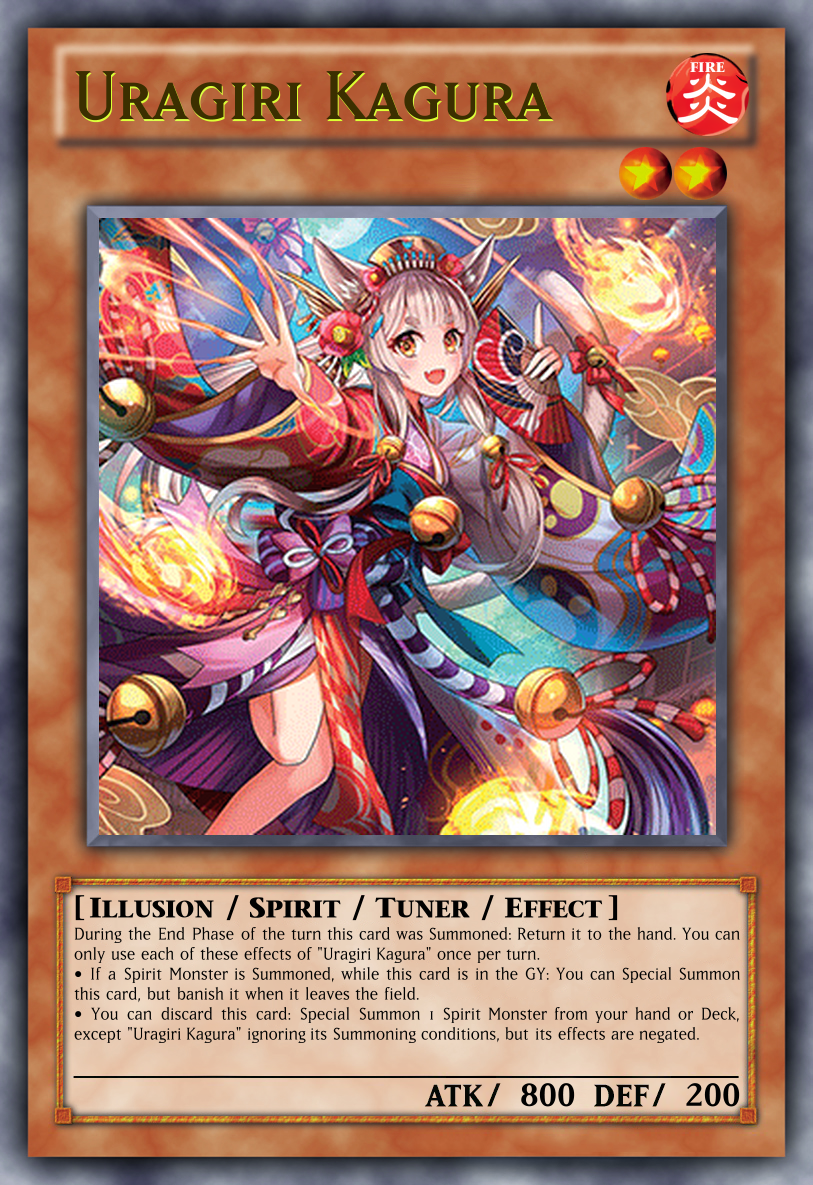 Uragiri Kagura
FIRE
炎
[ Illusion / Spirit / Tuner / Effect ]
During the End Phase of the turn this card was Summoned: Return it to the hand. You can
only use each of these effects of "Uragiri Kagura" once per turn.
• If a Spirit Monster is Summoned, while this card is in the GY: You can Special Summon
this card, but banish it when it leaves the field.
• You can discard this card: Special Summon 1 Spirit Monster from your hand or Deck,
except "Uragiri Kagura" ignoring its Summoning conditions, but its effects are negated.
ATK/ 800 DEF/ 200